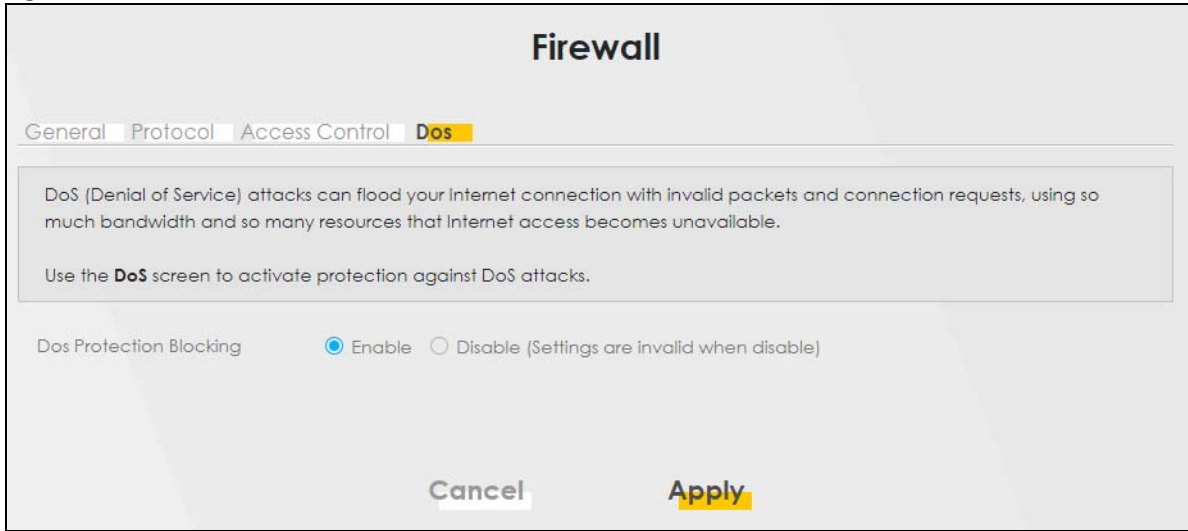 Firewall
General Protocol Access Control Dos
DoS (Denial of Service) attacks can flood your Internet connection with invalid packets and connection requests, using so
much bandwidth and so many resources that Internet access becomes unavailable.
Use the DoS screen to activate protection against DoS attacks.
Dos Protection Blocking Enable Disable (Settings are invalid when disable)
Cancel Apply